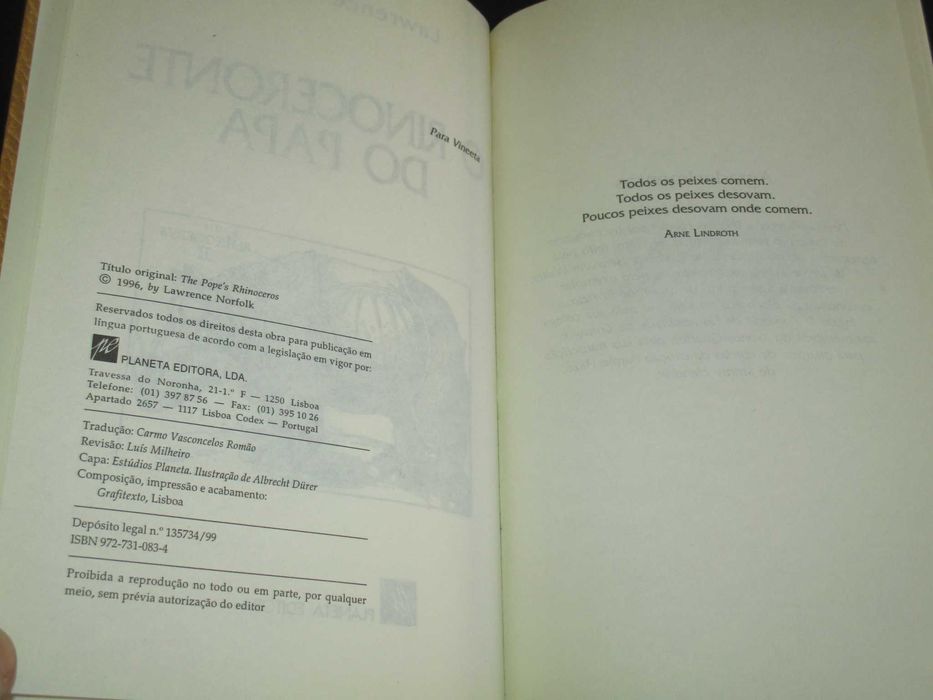 Para Vineeta
Título original: The Pope's Rhinoceros
© 1996, by Lawrence Norfolk
Reservados todos os direitos desta obra para publicação em
língua portuguesa de acordo com a legislação em vigor por:
pe
PLANETA EDITORA, LDA.
Travessa do Noronha, 21-1.º F — 1250 Lisboa
Telefone: (01) 397 87 56 — Fax: (01) 395 10 26
Apartado 2657 — 1117 Lisboa Codex — Portugal
Tradução: Carmo Vasconcelos Romão
Revisão: Luís Milheiro
Capa: Estúdios Planeta. Ilustração de Albrecht Dürer
Composição, impressão e acabamento:
Grafitexto, Lisboa
Depósito legal n.º 135734/99
ISBN 972-731-083-4
Proibida a reprodução no todo ou em parte, por qualquer
meio, sem prévia autorização do editor
Lawrence
O RINOCERONTE
DO PAPA
Todos os peixes comem.
Todos os peixes desovam.
Poucos peixes desovam onde comem.
ARNE LINDROTH